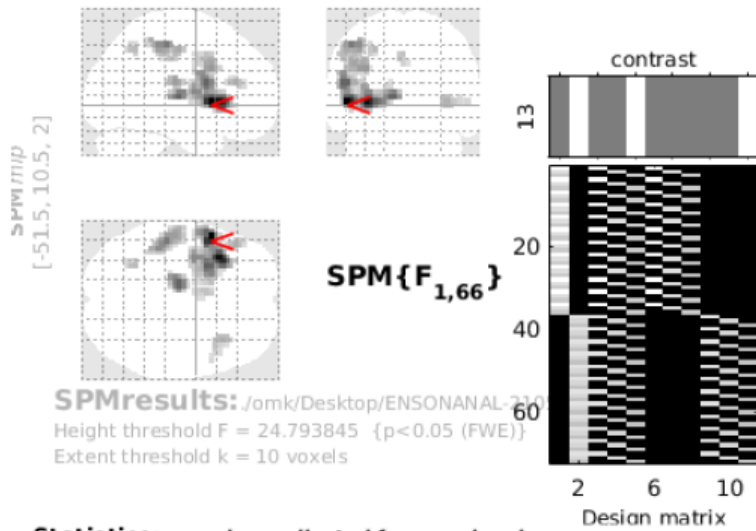 contrast
13
SPMmip
[-51.5, 10.5, 2]
SPM{F1,66}
20
40
60
SPMresults: ./omk/Desktop/ENSONANAL-210
Height threshold F = 24.793845 {p<0.05 (FWE)}
Extent threshold k = 10 voxels
2 6 10
Design matrix